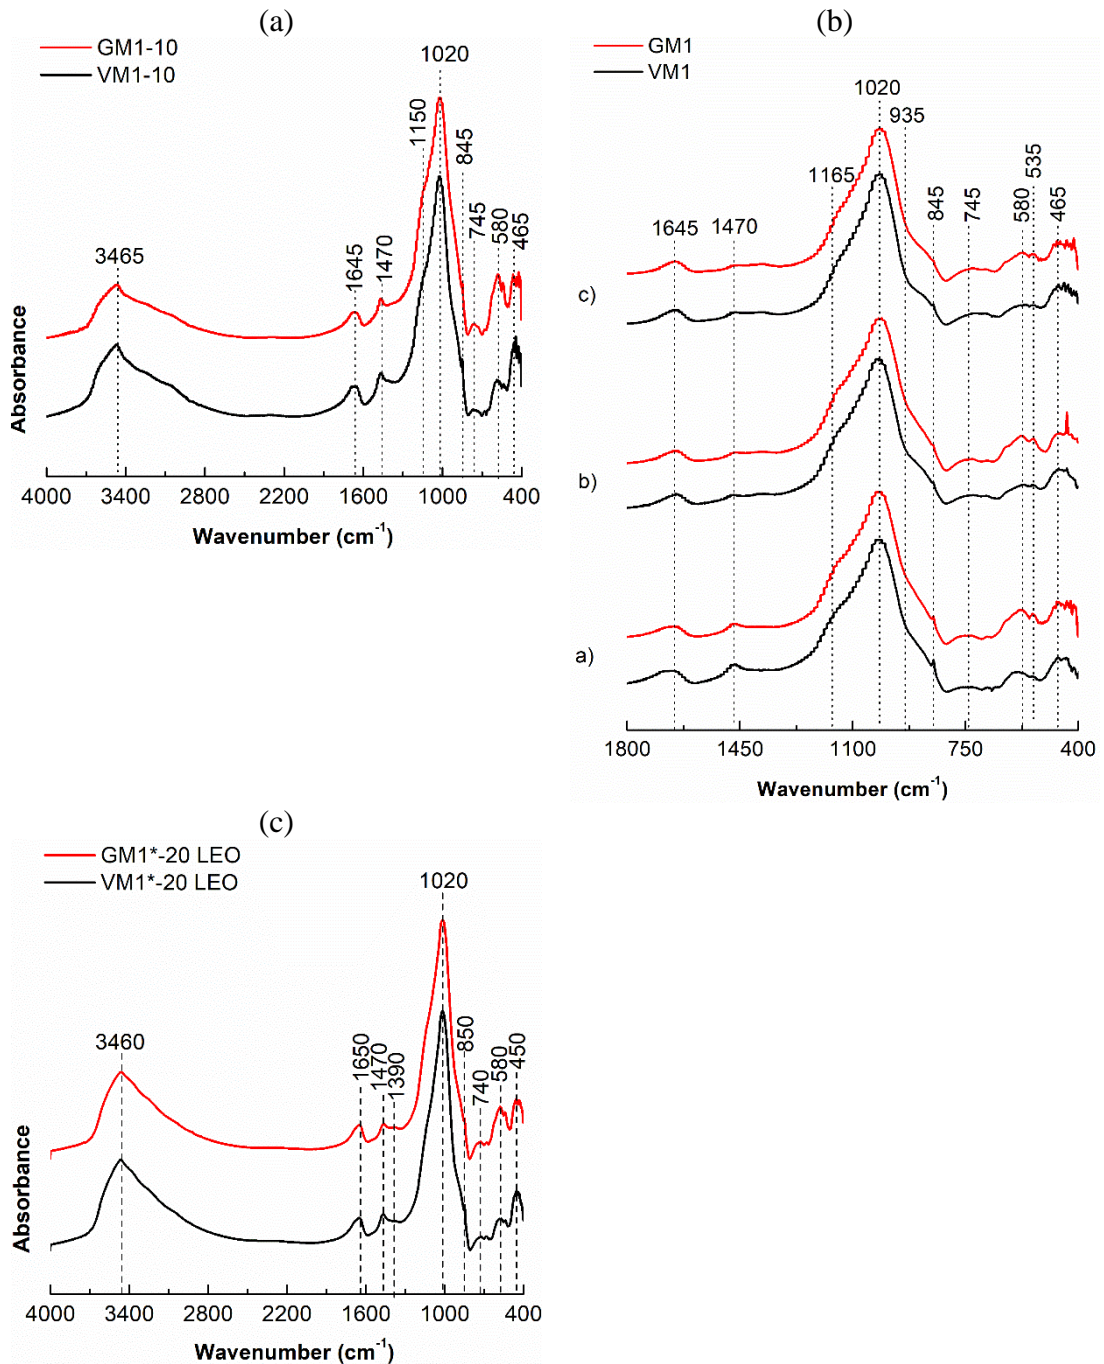 (a)
GM1-10
VM1-10
1020
1150
845
3465
1645
1470
745
580
465
Absorbance
4000 3400 2800 2200 1600 1000 400
Wavenumber (cm⁻¹)
(b)
GM1
VM1
1020
935
1165
535
1645
1470
845
745
580
465
c)
b)
a)
1800 1450 1100 750 400
Wavenumber (cm⁻¹)
(c)
GM1*-20 LEO
VM1*-20 LEO
1020
3460
1650
1470
1390
850
740
580
450
Absorbance
4000 3400 2800 2200 1600 1000 400
Wavenumber (cm⁻¹)